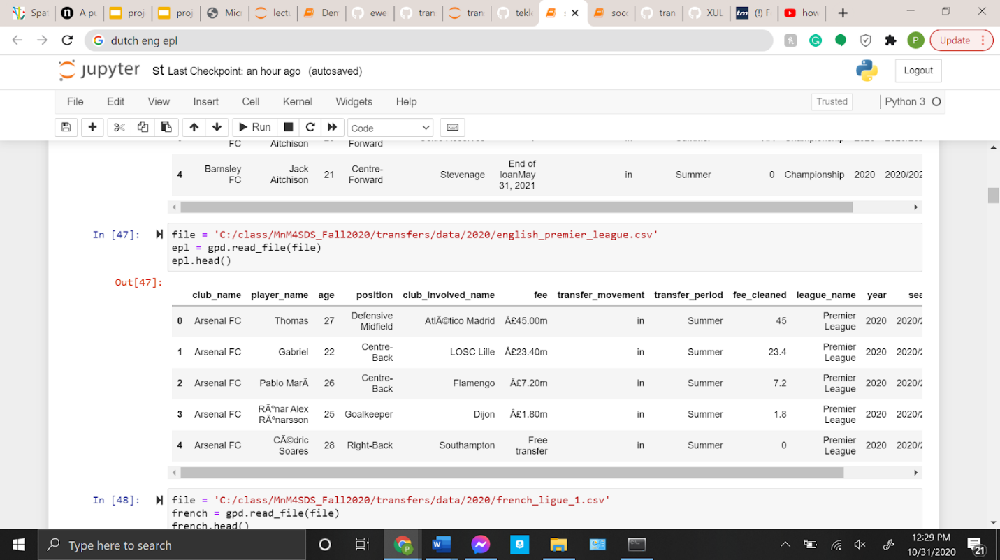 Spat
A pu
proj
proj
Micr
lectu
Den
ewe
tran
tran
tekle
socc
tran
XUL
tm (!) F
how
dutch eng epl
P
Update
jupyter st Last Checkpoint: an hour ago (autosaved)
Logout
File Edit View Insert Cell Kernel Widgets Help
Trusted
Python 3
Run
Code
FC Aitchison Forward
4 Barnsley FC Jack Aitchison 21 Centre-Forward Stevenage End of loanMay 31, 2021 in Summer 0 Championship 2020 2020/202
In [47]:
file = 'C:/class/MnM4SDS_Fall2020/transfers/data/2020/english_premier_league.csv'
epl = gpd.read_file(file)
epl.head()
Out[47]:
club_name player_name age position club_involved_name fee transfer_movement transfer_period fee_cleaned league_name year sea
0 Arsenal FC Thomas 27 Defensive Midfield AtlÃ©tico Madrid Â£45.00m in Summer 45 Premier League 2020 2020/2
1 Arsenal FC Gabriel 22 Centre-Back LOSC Lille Â£23.40m in Summer 23.4 Premier League 2020 2020/2
2 Arsenal FC Pablo MarÃ 26 Centre-Back Flamengo Â£7.20m in Summer 7.2 Premier League 2020 2020/2
3 Arsenal FC RÃºnar Alex RÃºnarsson 25 Goalkeeper Dijon Â£1.80m in Summer 1.8 Premier League 2020 2020/2
4 Arsenal FC CÃ©dric Soares 28 Right-Back Southampton Free transfer in Summer 0 Premier League 2020 2020/2
In [48]:
file = 'C:/class/MnM4SDS_Fall2020/transfers/data/2020/french_ligue_1.csv'
french = gpd.read_file(file)
french.head()
Type here to search
12:29 PM
10/31/2020
21